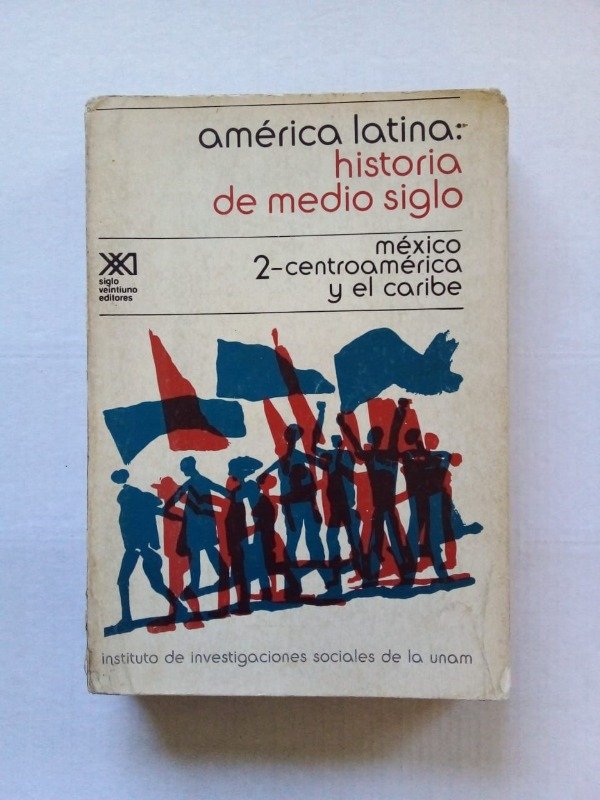 américa latina:
historia
de medio siglo
méxico
2-centroamérica
y el caribe
siglo
veintiuno
editores
instituto de investigaciones sociales de la unam